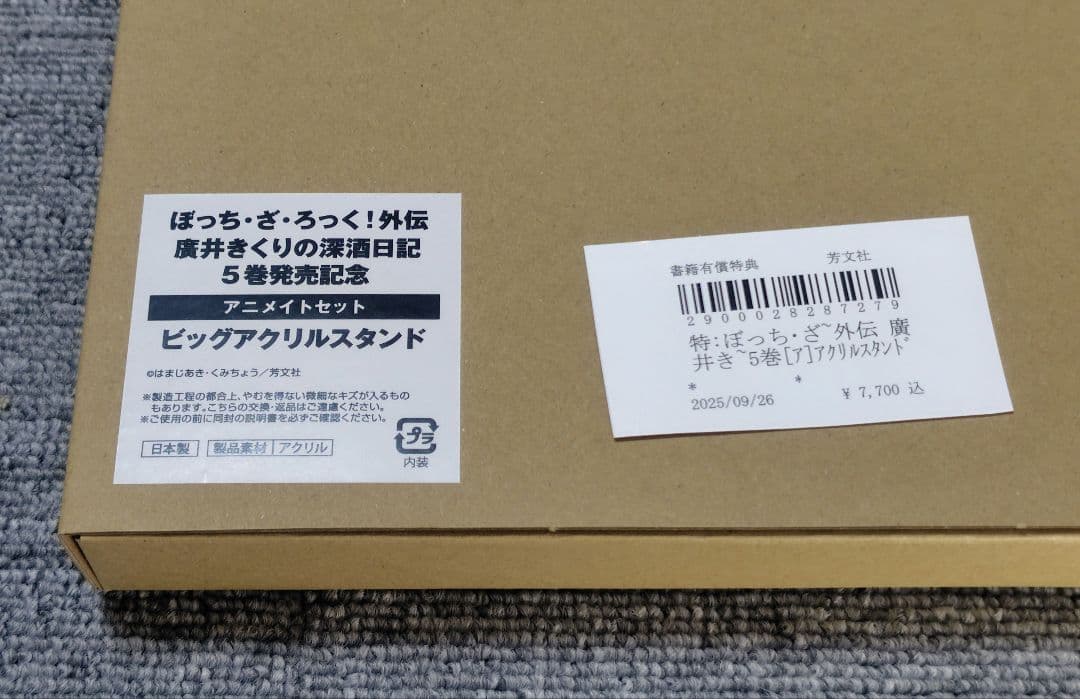 ぼっち・ざ・ろっく!外伝
廣井きくりの深酒日記
5巻発売記念
アニメイトセット
ビッグアクリルスタンド
©はまじあき・くみちょう/芳文社
※製造工程の都合上、やむを得ない微細なキズが入るもの
もあります。こちらの交換・返品はご遠慮ください。
※ご使用の前に同封の説明書を必ずご確認ください。
日本製 製品素材 アクリル
プラ
内装
書籍有償特典 芳文社
2900028287279
特:ぼっち・ざ~外伝 廣
井き~5巻[ア]アクリルスタンド
* *
2025/09/26 ¥7,700 込